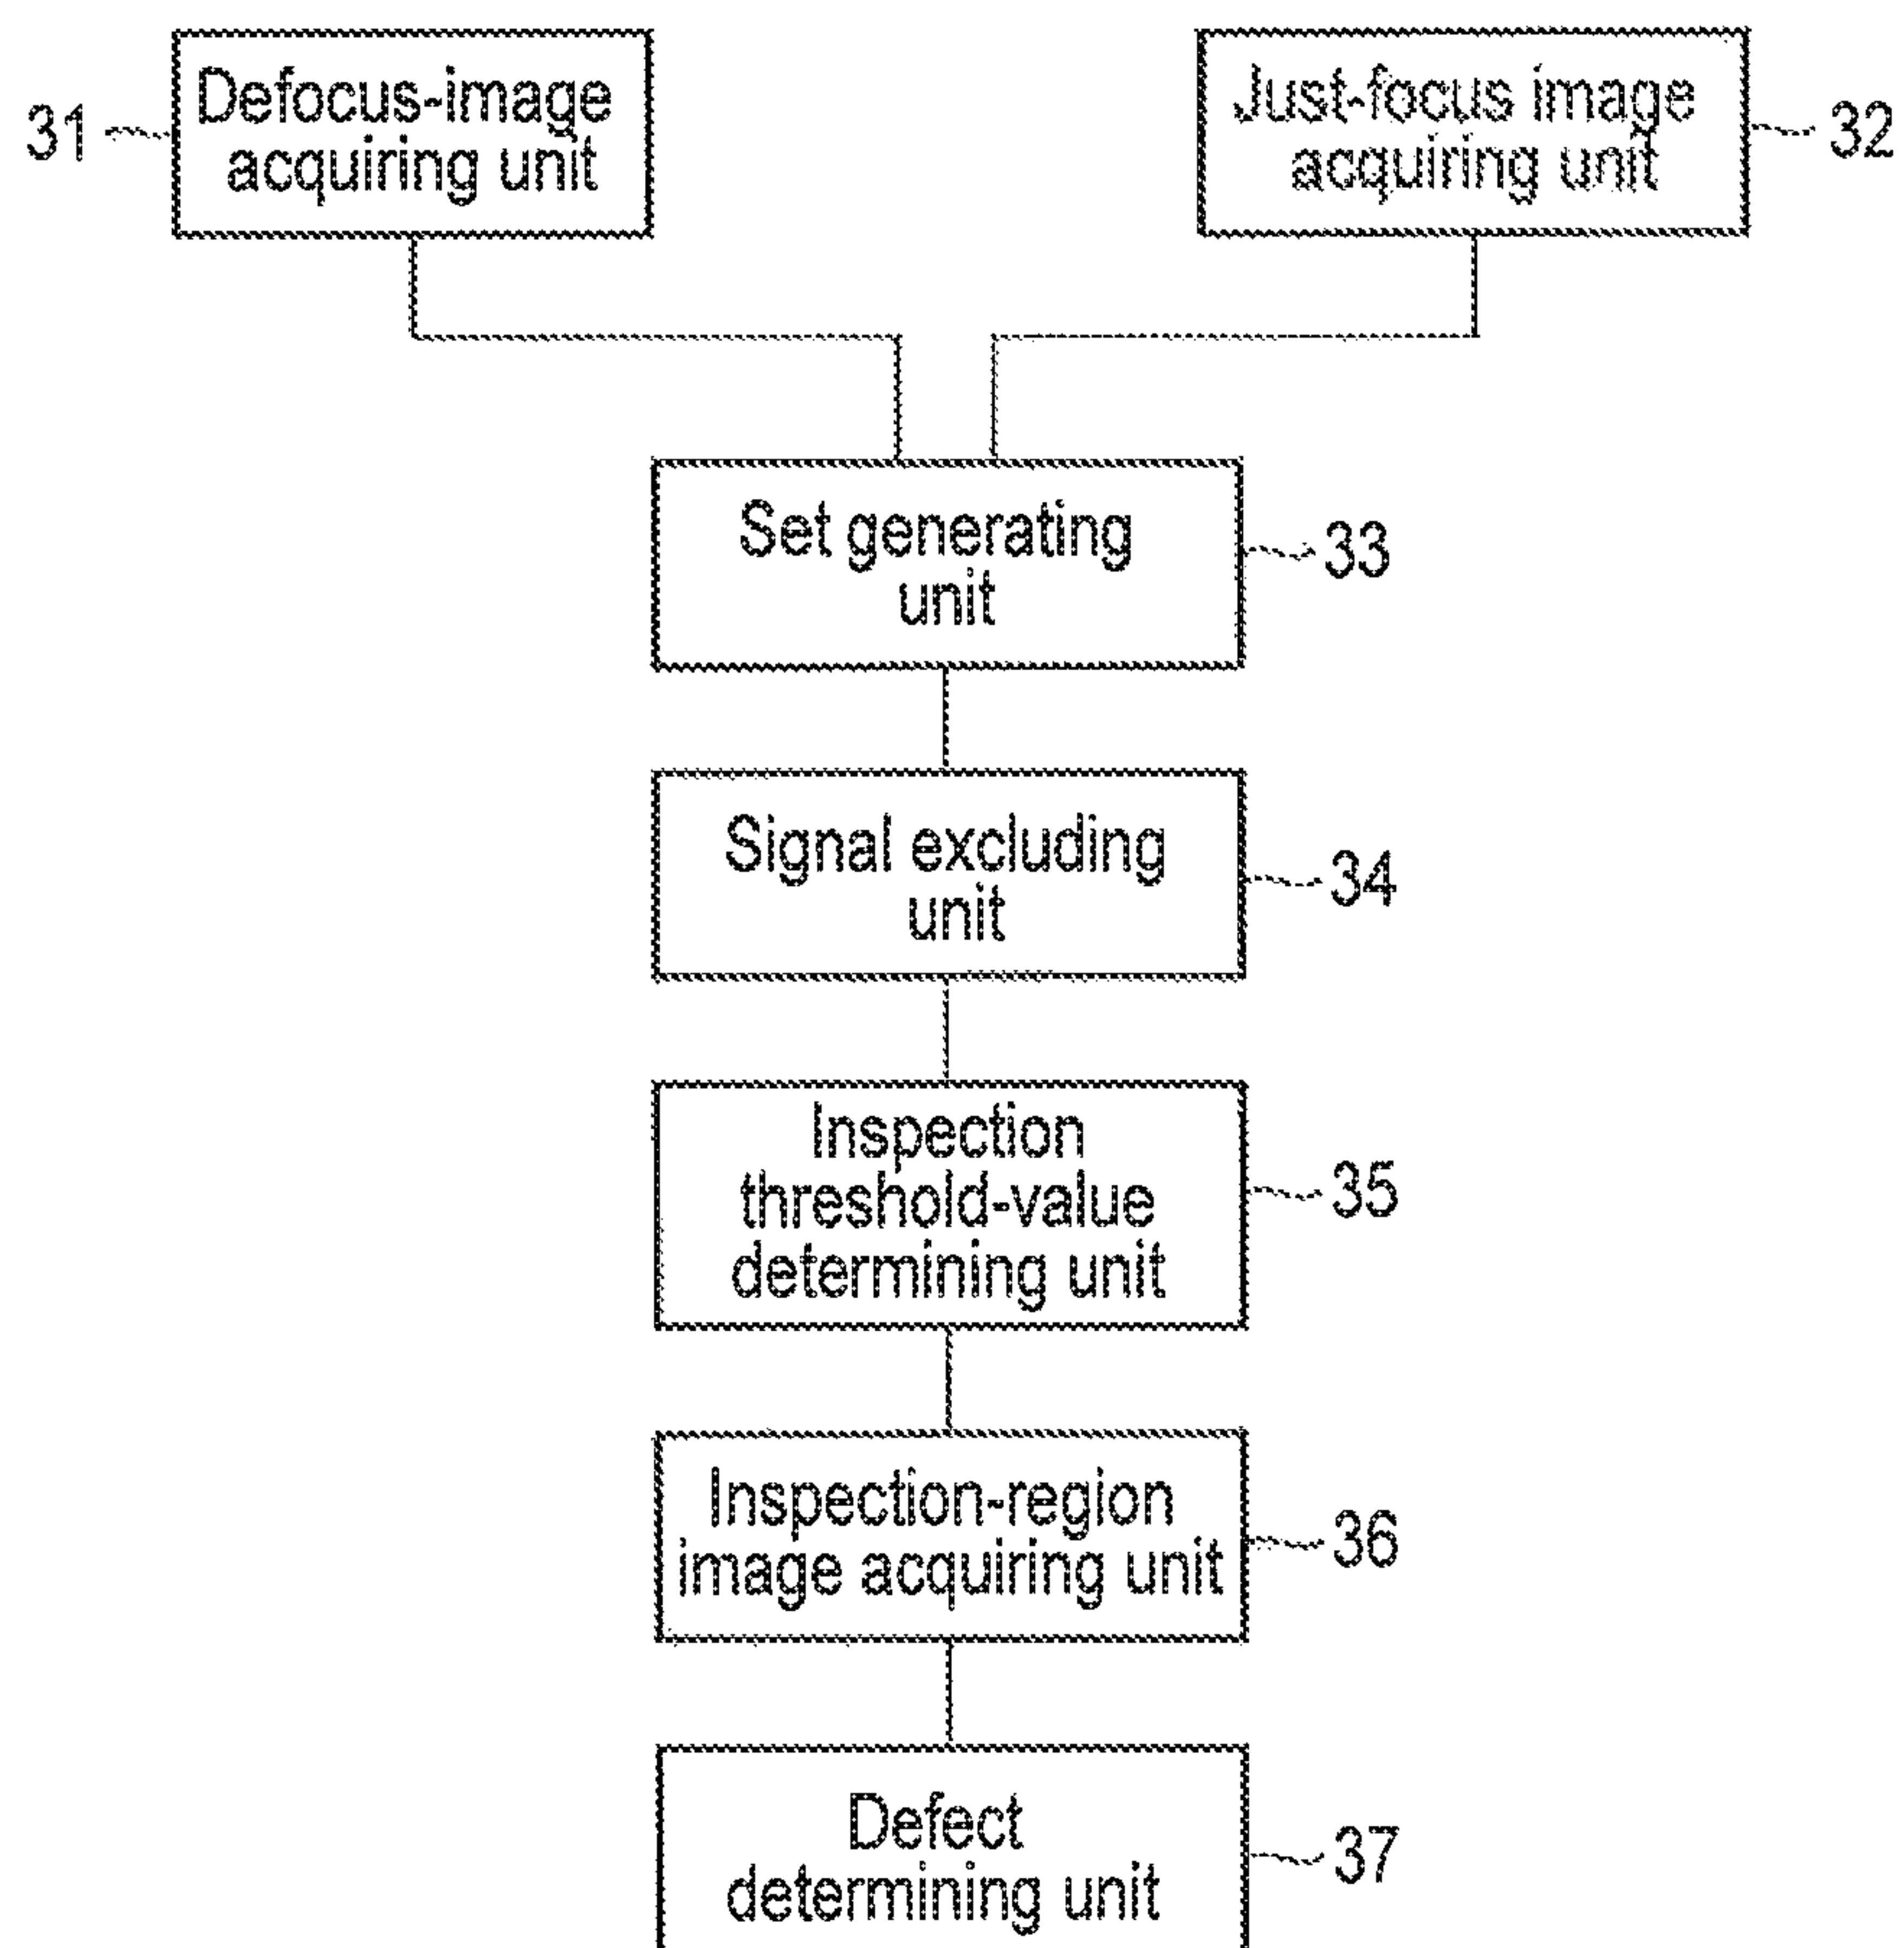 31
Defocus-image
acquiring unit
Just-focus image
acquiring unit
32
Set generating
unit
33
Signal excluding
unit
34
Inspection
threshold-value
determining unit
35
Inspection-region
image acquiring unit
36
Defect
determining unit
37